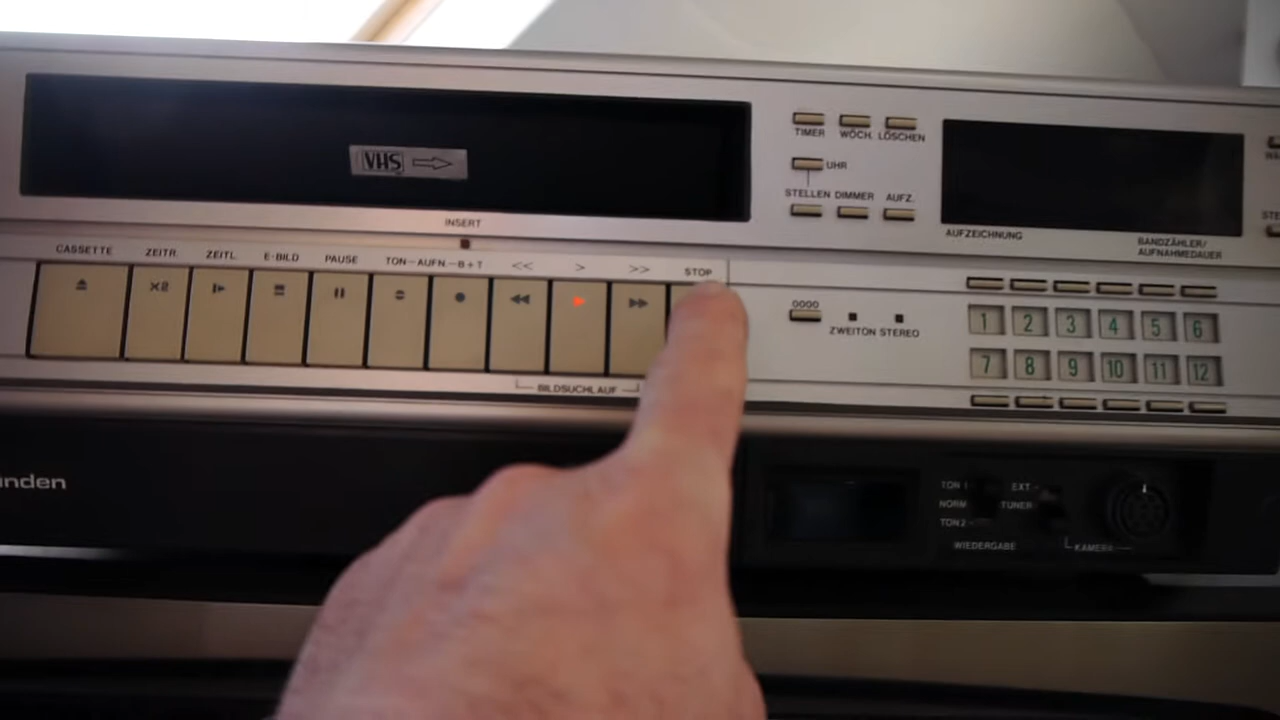 VHS
TIMER WÖCH. LÖSCHEN
UHR
STELLEN DIMMER AUFZ.
AUFZEICHNUNG
BANDZÄHLER/
AUFNAHMEDAUER
INSERT
CASSETTE ZEITR. ZEITL. E-BILD PAUSE TON-AUFN.-B+T << > >> STOP
x2
BILDSUCHLAUF
0000
ZWEITON STEREO
1 2 3 4 5 6
7 8 9 10 11 12
unden
TON 1
NORM
TON 2
WIEDERGABE
EXT
TUNER
KAMERA